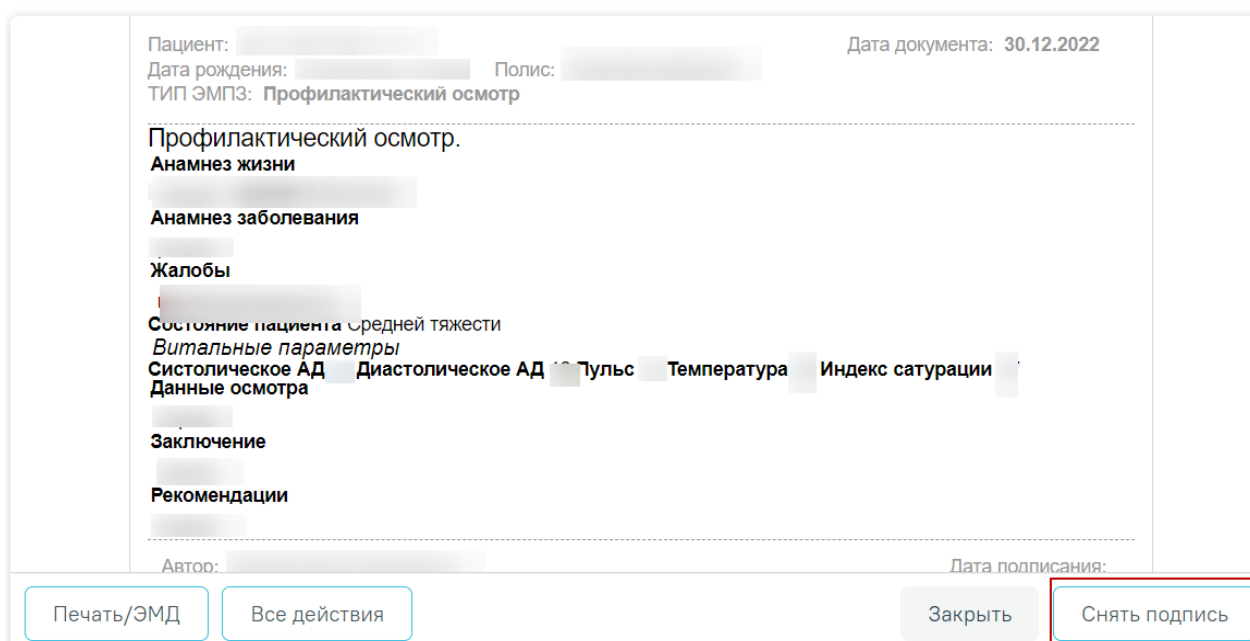 Пациент: Дата документа: 30.12.2022
Дата рождения: Полис:
ТИП ЭМПЗ: Профилактический осмотр
Профилактический осмотр.
Анамнез жизни
Анамнез заболевания
Жалобы
Состояние пациента Средней тяжести
Витальные параметры
Систолическое АД Диастолическое АД Пульс Температура Индекс сатурации
Данные осмотра
Заключение
Рекомендации
Автор: Дата подписания:
Печать/ЭМД Все действия Закрыть Снять подпись